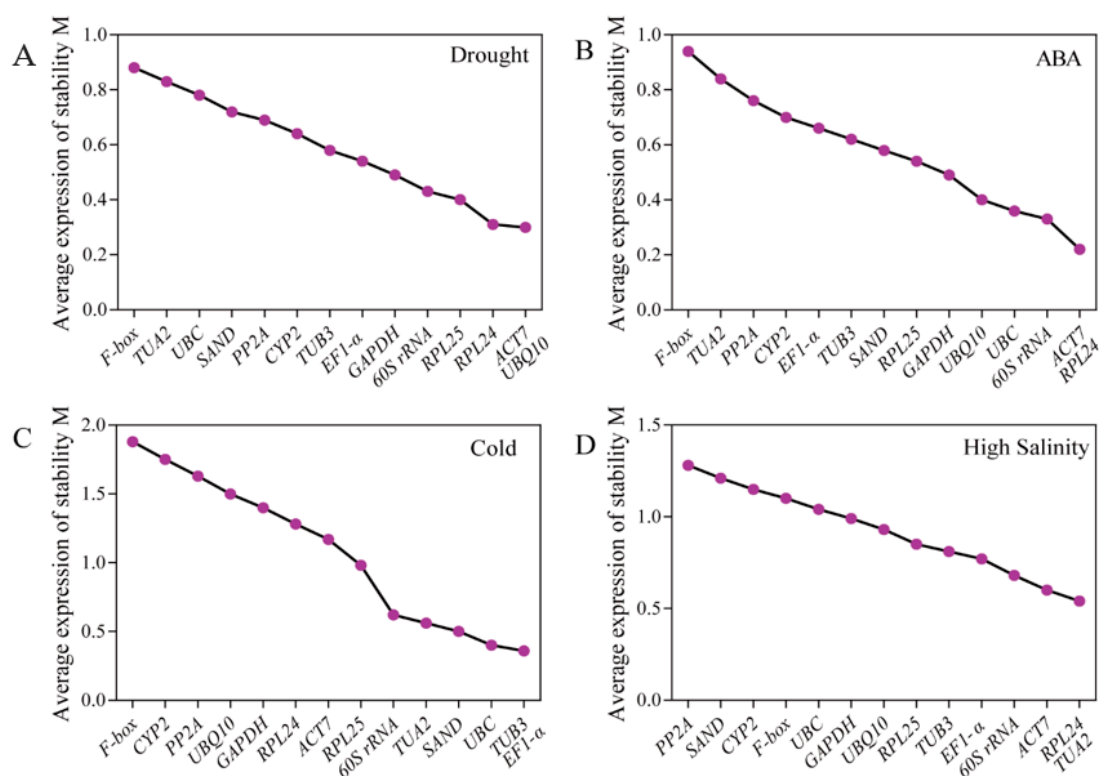 A
Average expression of stability M
1.0
0.8
0.6
0.4
0.2
0.0
Drought
F-box
TUA2
UBC
SAND
PP2A
CYP2
TUB3
EF1-α
GAPDH
60S rRNA
RPL25
RPL24
ACT7
UBQ10
B
Average expression of stability M
1.0
0.8
0.6
0.4
0.2
0.0
ABA
F-box
TUA2
PP2A
CYP2
EF1-α
TUB3
SAND
RPL25
GAPDH
UBQ10
UBC
60S rRNA
ACT7
RPL24
C
Average expression of stability M
2.0
1.5
1.0
0.5
0.0
Cold
F-box
CYP2
PP2A
UBQ10
GAPDH
RPL24
ACT7
RPL25
60S rRNA
TUA2
SAND
UBC
TUB3
EF1-α
D
Average expression of stability M
1.5
1.0
0.5
0.0
High Salinity
PP2A
SAND
CYP2
F-box
UBC
GAPDH
UBQ10
RPL25
TUB3
EF1-α
60S rRNA
ACT7
RPL24
TUA2